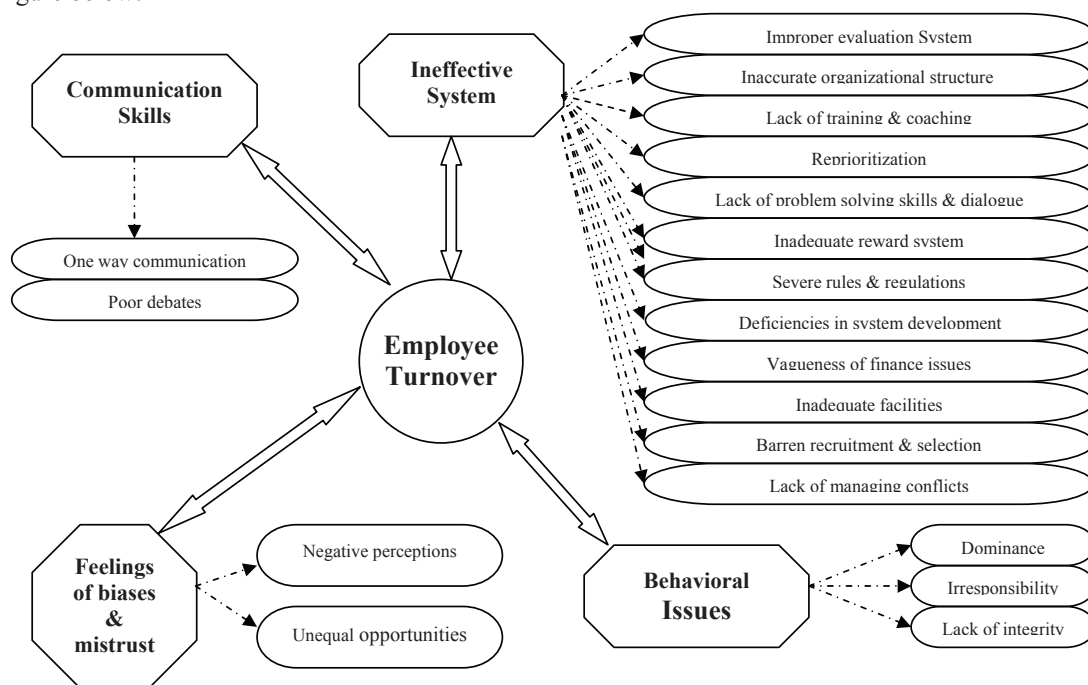 Communication
Skills
One way communication
Poor debates
Ineffective
System
Improper evaluation System
Inaccurate organizational structure
Lack of training & coaching
Reprioritization
Lack of problem solving skills & dialogue
Inadequate reward system
Severe rules & regulations
Deficiencies in system development
Vagueness of finance issues
Inadequate facilities
Barren recruitment & selection
Lack of managing conflicts
Employee
Turnover
Feelings
of biases
&
mistrust
Negative perceptions
Unequal opportunities
Behavioral
Issues
Dominance
Irresponsibility
Lack of integrity